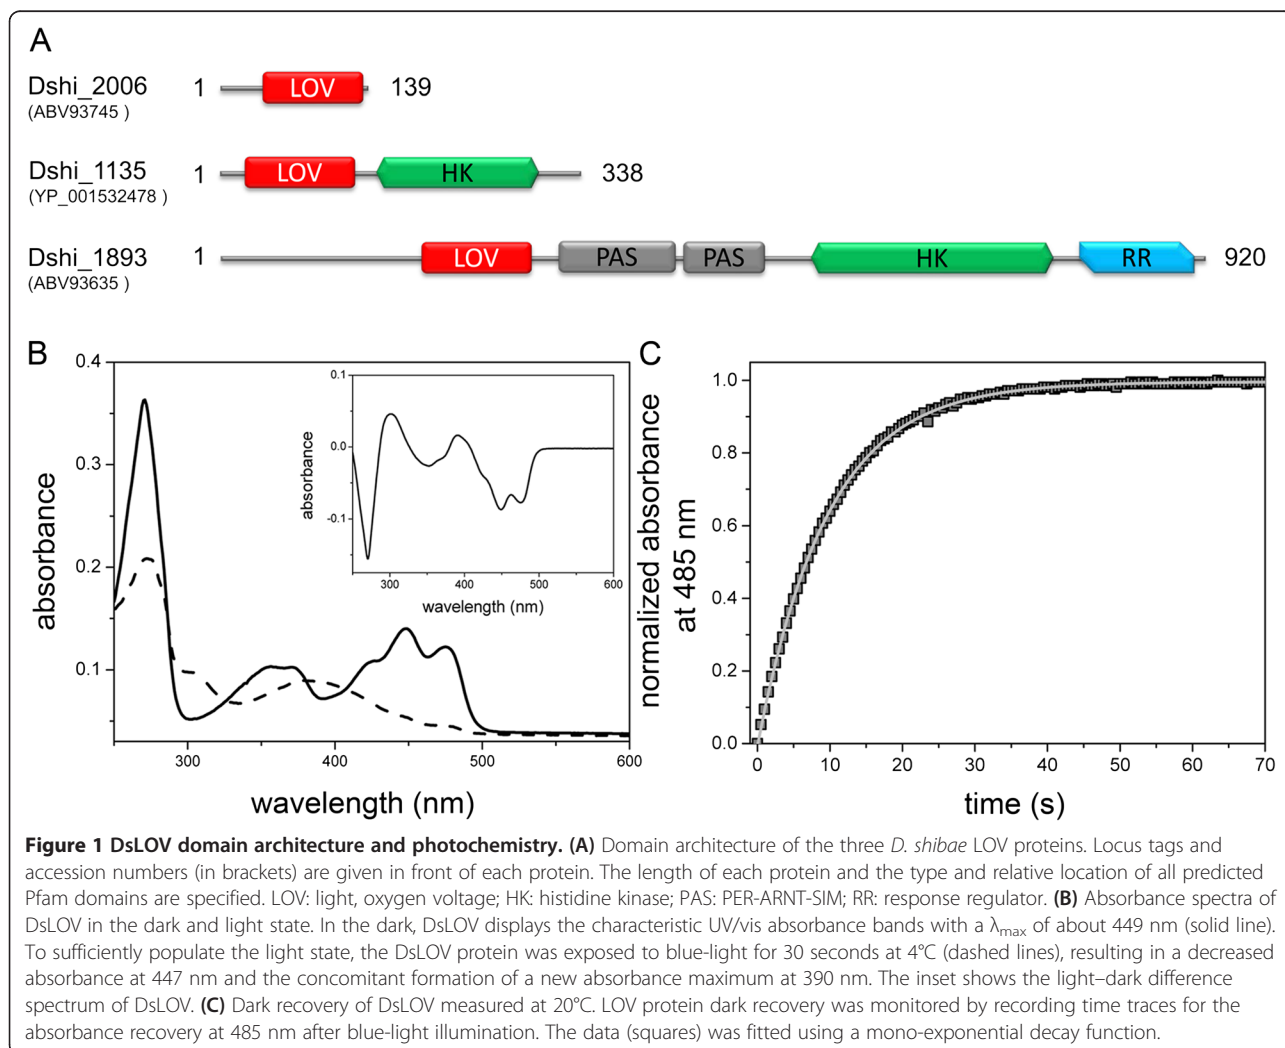 A
Dshi_2006 1 LOV 139
(ABV93745 )
Dshi_1135 1 LOV HK 338
(YP_001532478 )
Dshi_1893 1 LOV PAS PAS HK RR 920
(ABV93635 )
B
0.4
0.3
0.2
0.1
absorbance
300 400 500 600
wavelength (nm)
0.1
0.0
-0.1
absorbance
300 400 500 600
wavelength (nm)
C
1.0
0.8
0.6
0.4
0.2
0.0
normalized absorbance
at 485 nm
0 10 20 30 40 50 60 70
time (s)
Figure 1 DsLOV domain architecture and photochemistry. (A) Domain architecture of the three D. shibae LOV proteins. Locus tags and
accession numbers (in brackets) are given in front of each protein. The length of each protein and the type and relative location of all predicted
Pfam domains are specified. LOV: light, oxygen voltage; HK: histidine kinase; PAS: PER-ARNT-SIM; RR: response regulator. (B) Absorbance spectra of
DsLOV in the dark and light state. In the dark, DsLOV displays the characteristic UV/vis absorbance bands with a λmax of about 449 nm (solid line).
To sufficiently populate the light state, the DsLOV protein was exposed to blue-light for 30 seconds at 4°C (dashed lines), resulting in a decreased
absorbance at 447 nm and the concomitant formation of a new absorbance maximum at 390 nm. The inset shows the light–dark difference
spectrum of DsLOV. (C) Dark recovery of DsLOV measured at 20°C. LOV protein dark recovery was monitored by recording time traces for the
absorbance recovery at 485 nm after blue-light illumination. The data (squares) was fitted using a mono-exponential decay function.